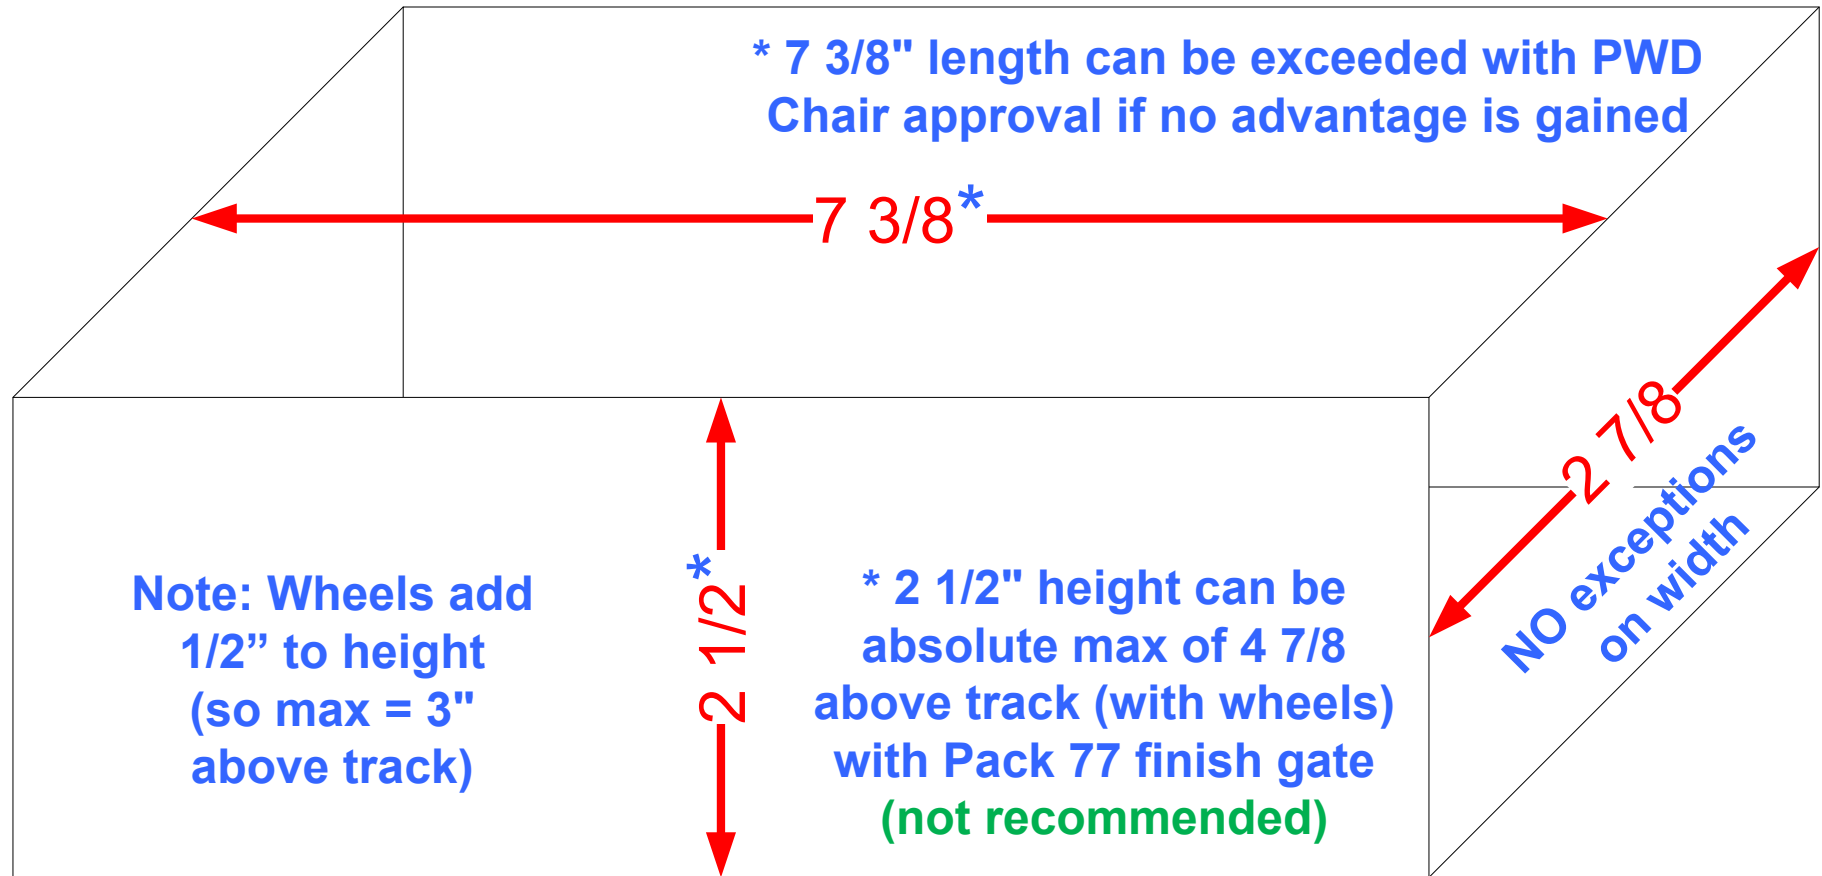 * 7 3/8" length can be exceeded with PWD
Chair approval if no advantage is gained
7 3/8*
2 7/8
NO exceptions
on width
Note: Wheels add
1/2” to height
(so max = 3"
above track)
2 1/2*
* 2 1/2" height can be
absolute max of 4 7/8
above track (with wheels)
with Pack 77 finish gate
(not recommended)